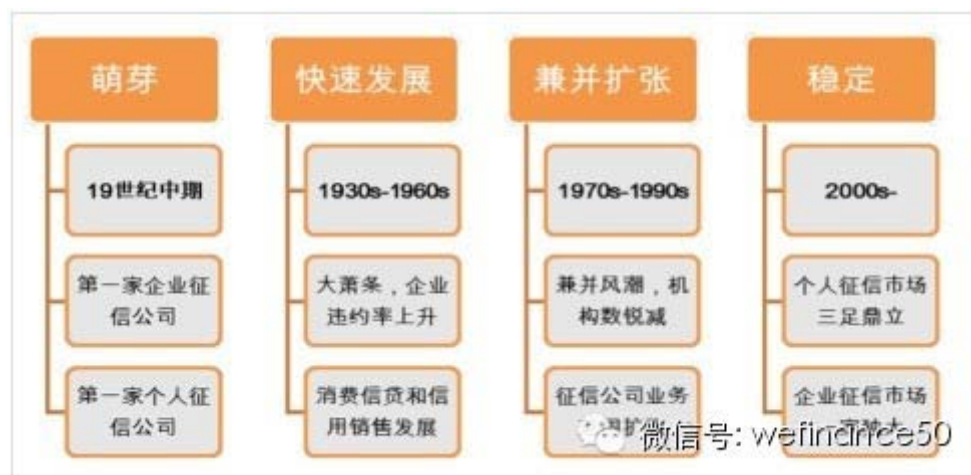 萌芽
19世纪中期
第一家企业征
信公司
第一家个人征
信公司
快速发展
1930s-1960s
大萧条，企业
违约率上升
消费信贷和信
用销售发展
兼并扩张
1970s-1990s
兼并风潮，机
构数锐减
征信公司业务
稳定
2000s-
个人征信市场
三足鼎立
企业征信市场
微信号: wefinance50